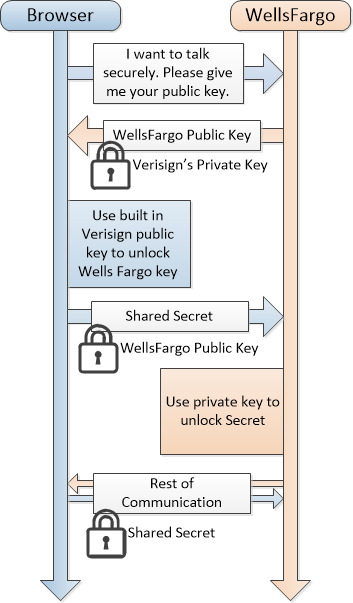 Browser
WellsFargo
I want to talk
securely. Please give
me your public key.
WellsFargo Public Key
Verisign's Private Key
Use built in
Verisign public
key to unlock
Wells Fargo key
Shared Secret
WellsFargo Public Key
Use private key to
unlock Secret
Rest of
Communication
Shared Secret